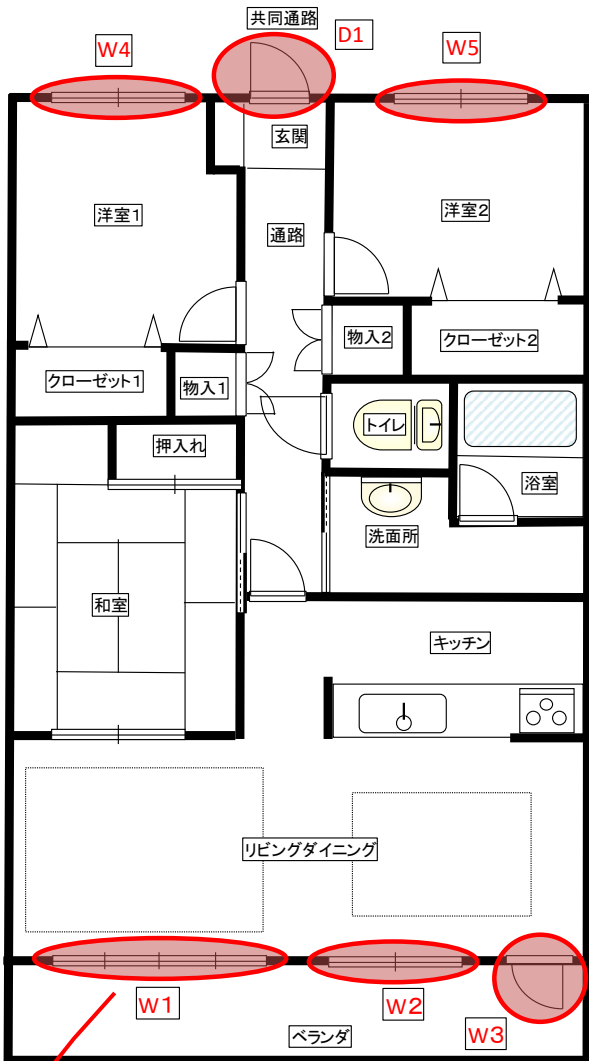 共同通路
D1
W4
W5
玄関
洋室1
洋室2
通路
物入2
クローゼット2
クローゼット1
物入1
トイレ
押入れ
浴室
洗面所
和室
キッチン
リビングダイニング
W1
W2
W3
ベランダ